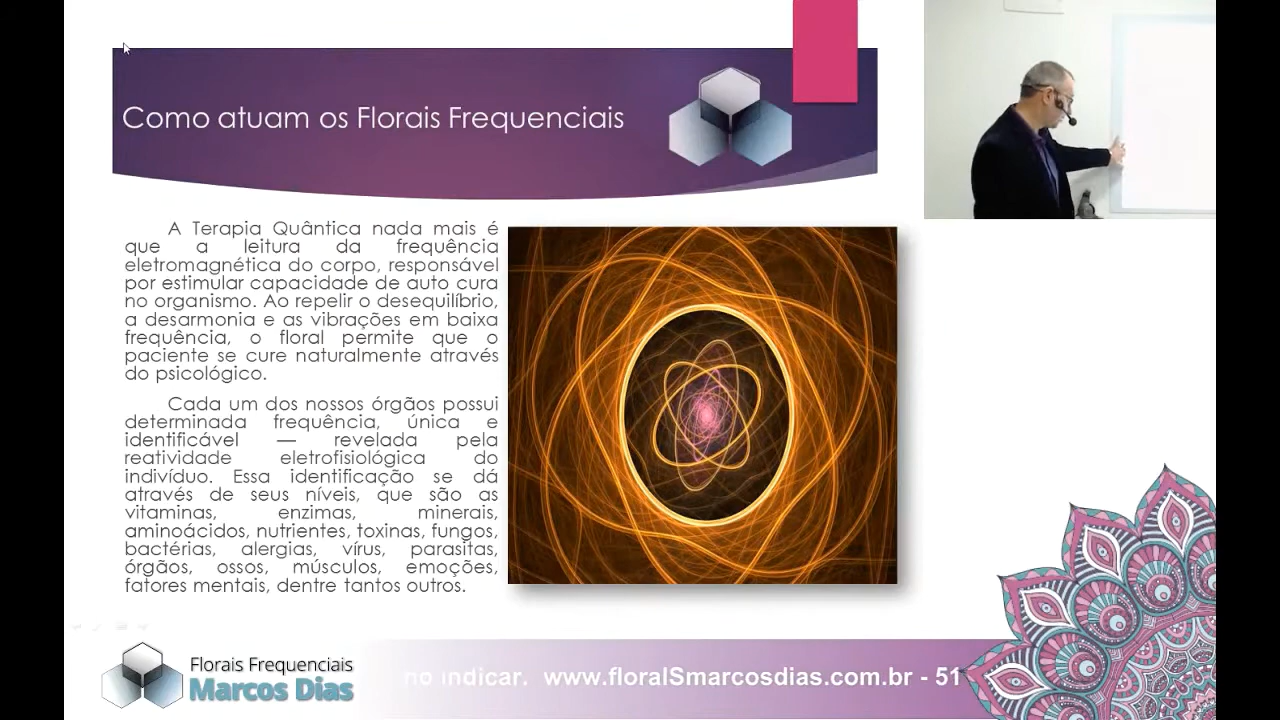 Como atuam os Florais Frequenciais
A Terapia Quântica nada mais é
que a leitura da frequência
eletromagnética do corpo, responsável
por estimular capacidade de auto cura
no organismo. Ao repelir o desequilíbrio,
a desarmonia e as vibrações em baixa
frequência, o floral permite que o
paciente se cure naturalmente através
do psicológico.
Cada um dos nossos órgãos possui
determinada frequência, única e
identificável — revelada pela
reatividade eletrofisiológica do
indivíduo. Essa identificação se dá
através de seus níveis, que são as
vitaminas, enzimas, minerais,
aminoácidos, nutrientes, toxinas, fungos,
bactérias, alergias, vírus, parasitas,
órgãos, ossos, músculos, emoções,
fatores mentais, dentre tantos outros.
Florais Frequenciais
Marcos Dias
no indicar. www.floralSmarcosdias.com.br - 51